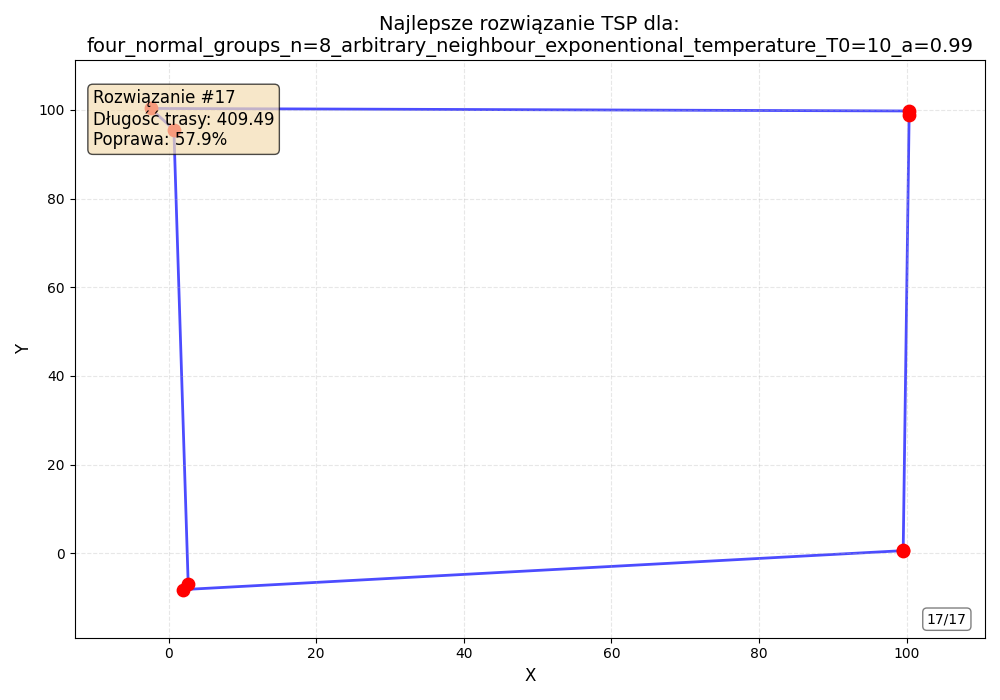 Najlepsze rozwiązanie TSP dla:
four_normal_groups_n=8_arbitrary_neighbour_exponential_temperature_T0=10_a=0.99
Rozwiązanie #17
Długość trasy: 409.49
Poprawa: 57.9%
100
80
60
40
20
0
Y
17/17
0 20 40 60 80 100
X